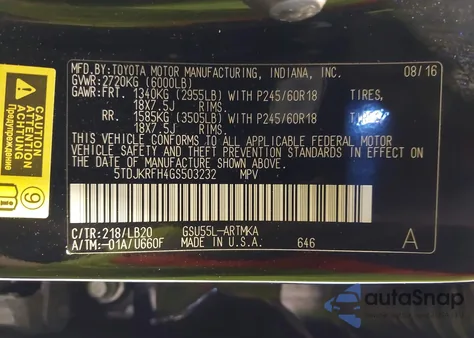 MFD.BY:TOYOTA MOTOR MANUFACTURING, INDIANA, INC. 08/16
GVWR:2720KG (6000LB)
GAWR:FRT. 1340KG (2955LB) WITH P245/60R18 TIRES,
18X7.5J RIMS,
RR. 1585KG (3505LB) WITH P245/60R18 TIRES,
18X7.5J RIMS.
THIS VEHICLE CONFORMS TO ALL APPLICABLE FEDERAL MOTOR
VEHICLE SAFETY AND THEFT PREVENTION STANDARDS IN EFFECT
ON THE DATE OF MANUFACTURE SHOWN ABOVE.
5TDJKRFH4GS503232 MPV
C/TR:218/LB20 GSU55L-ARTMKA
A/TM:-01A/U660F MADE IN U.S.A. 646 A
CAUTION
ACHTUNG
ATTENTION
Предупреждение
9
autoSnap